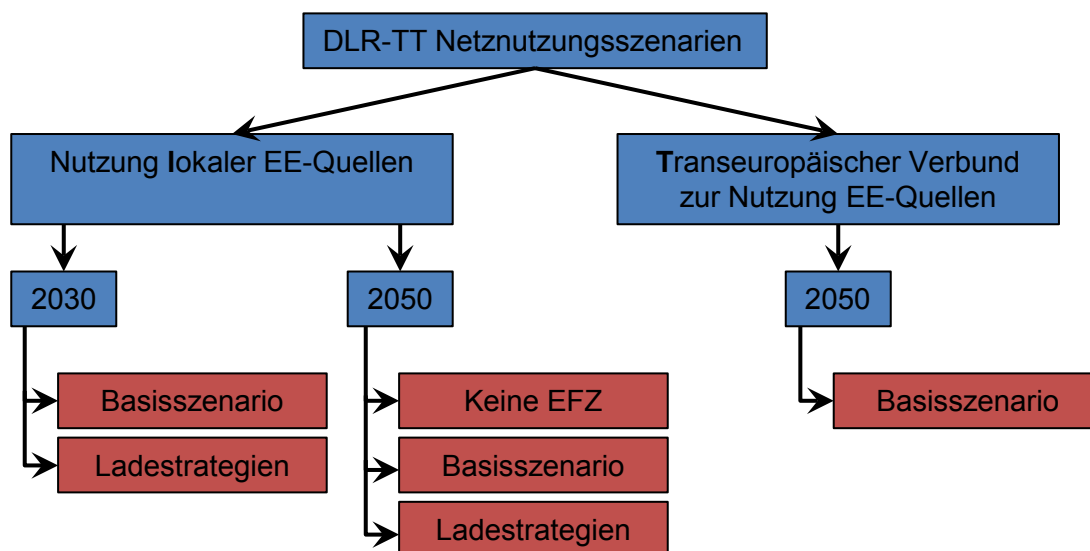 DLR-TT Netznutzungsszenarien
Nutzung lokaler EE-Quellen
Transeuropäischer Verbund
zur Nutzung EE-Quellen
2030
2050
2050
Basisszenario
Keine EFZ
Basisszenario
Ladestrategien
Basisszenario
Ladestrategien